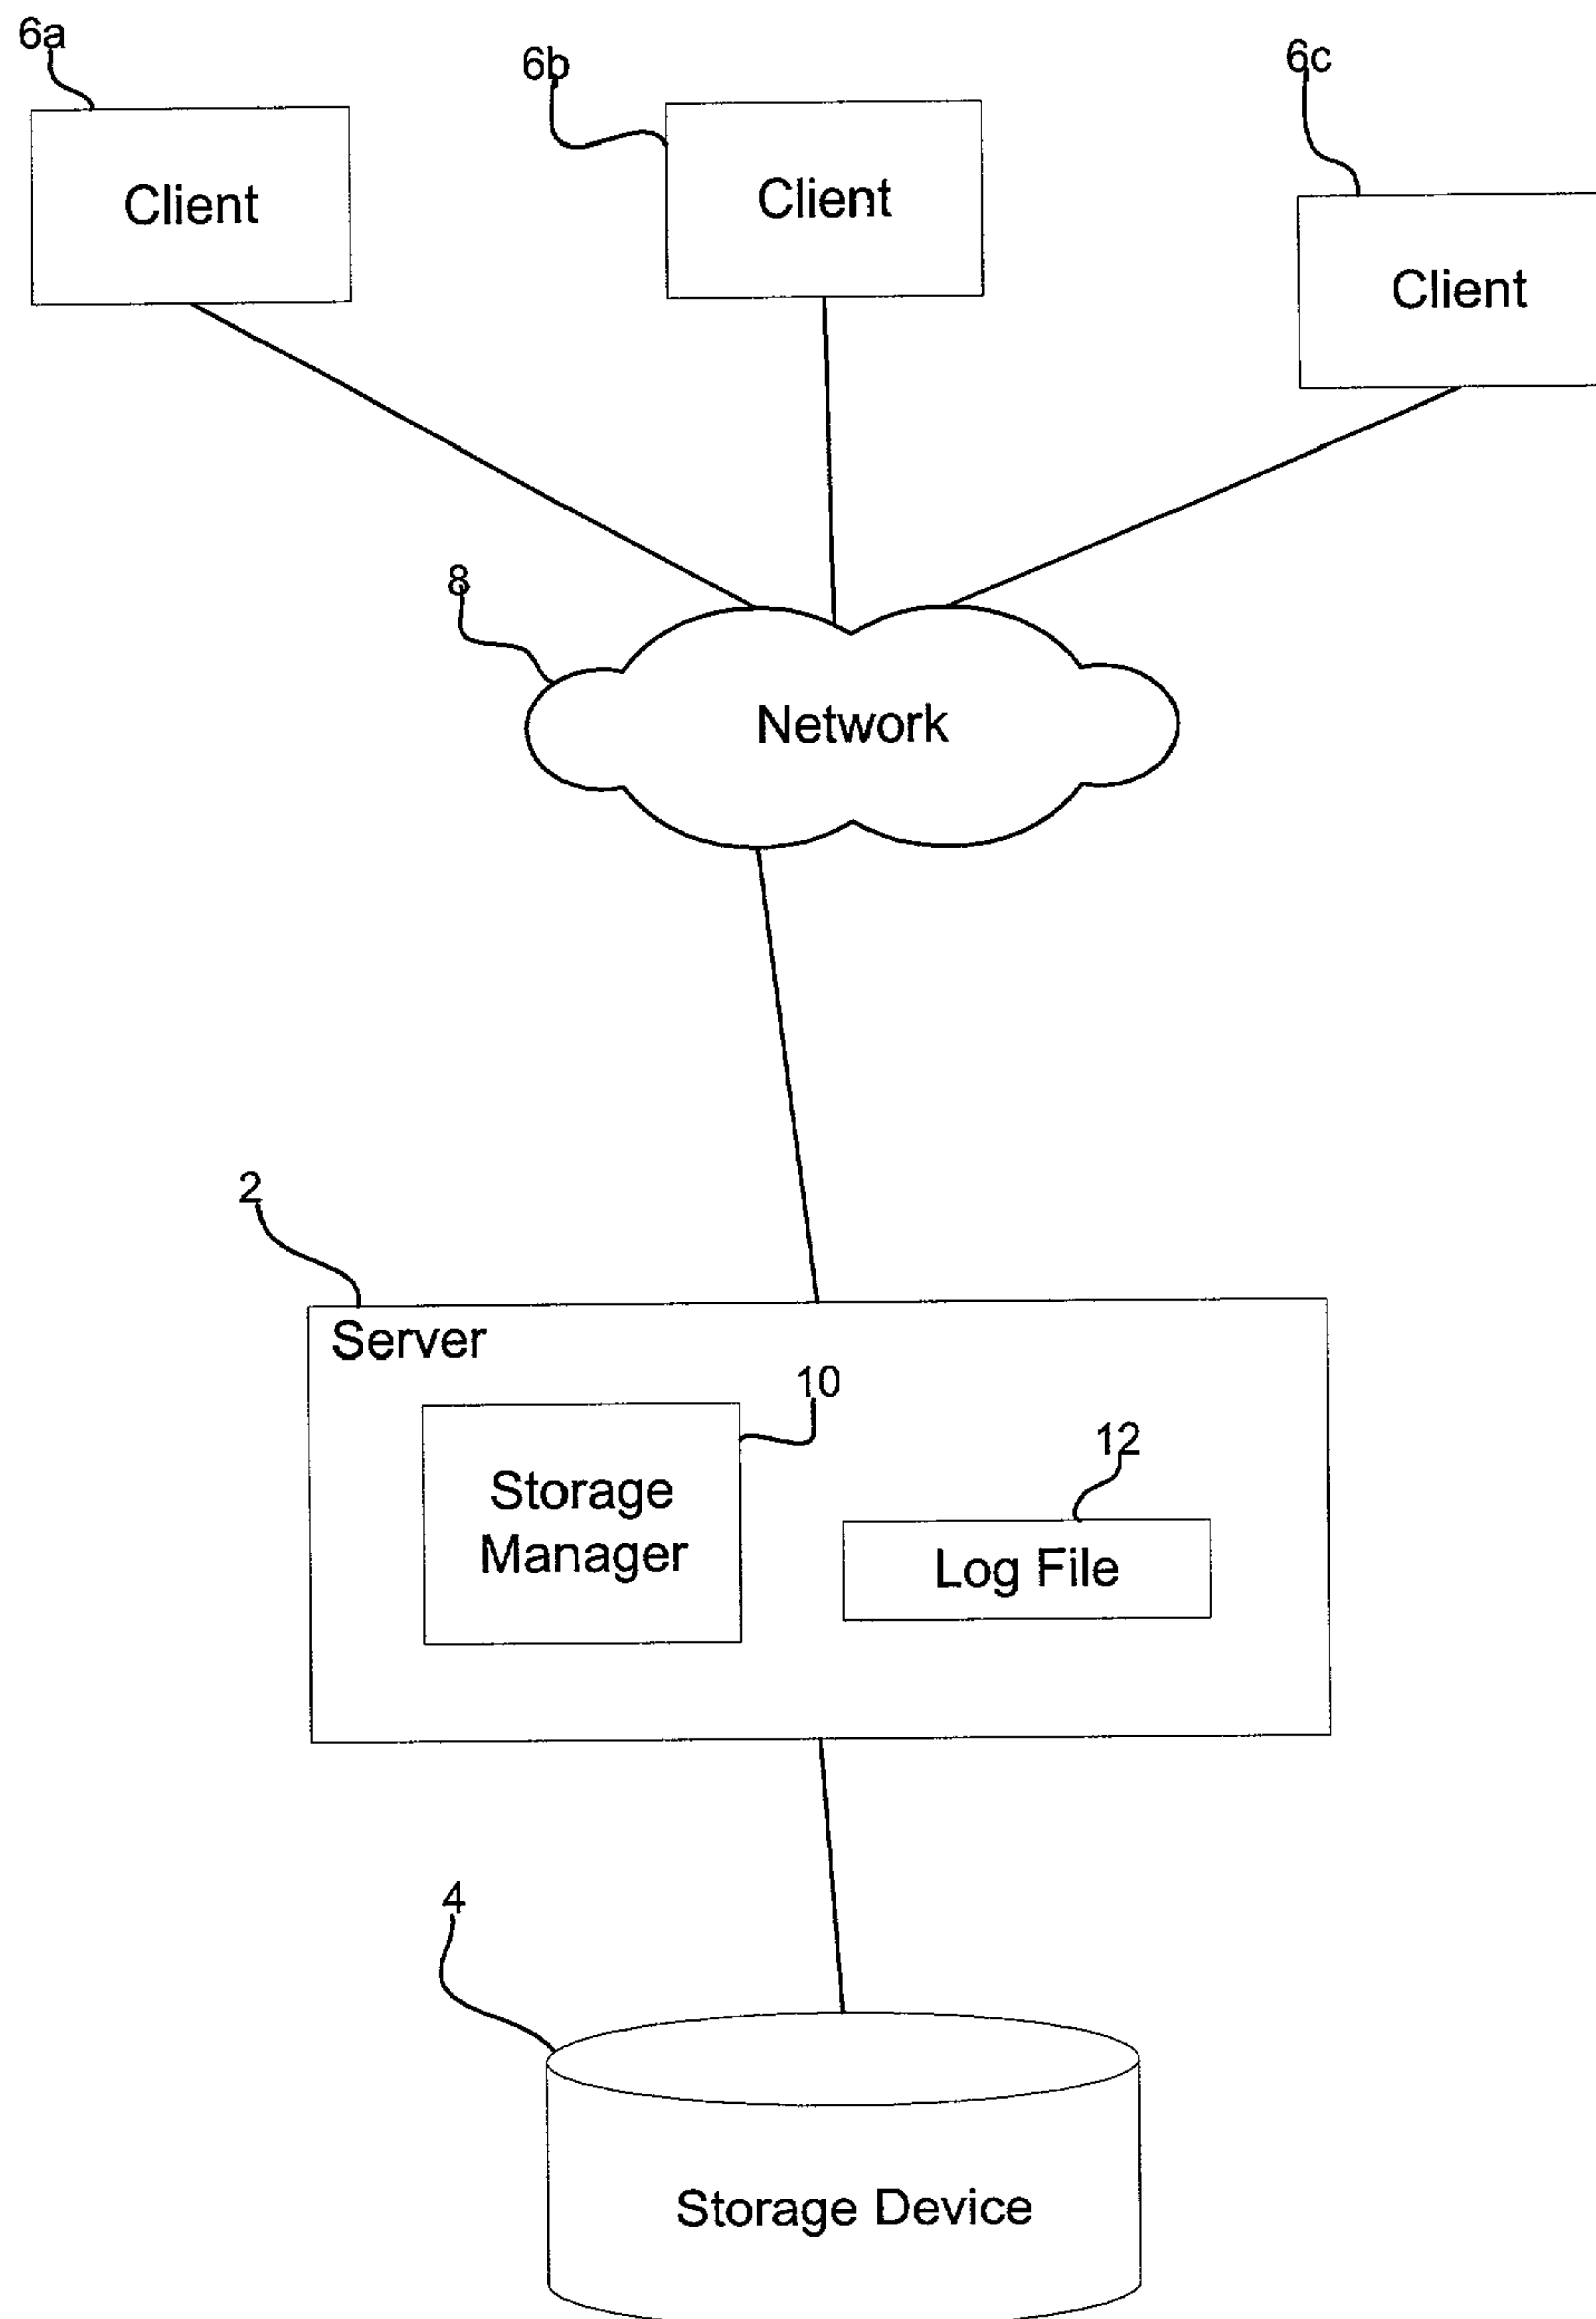 6a
6b
6c
Client
Client
Client
8
Network
2
Server
10
12
Storage
Manager
Log File
4
Storage Device